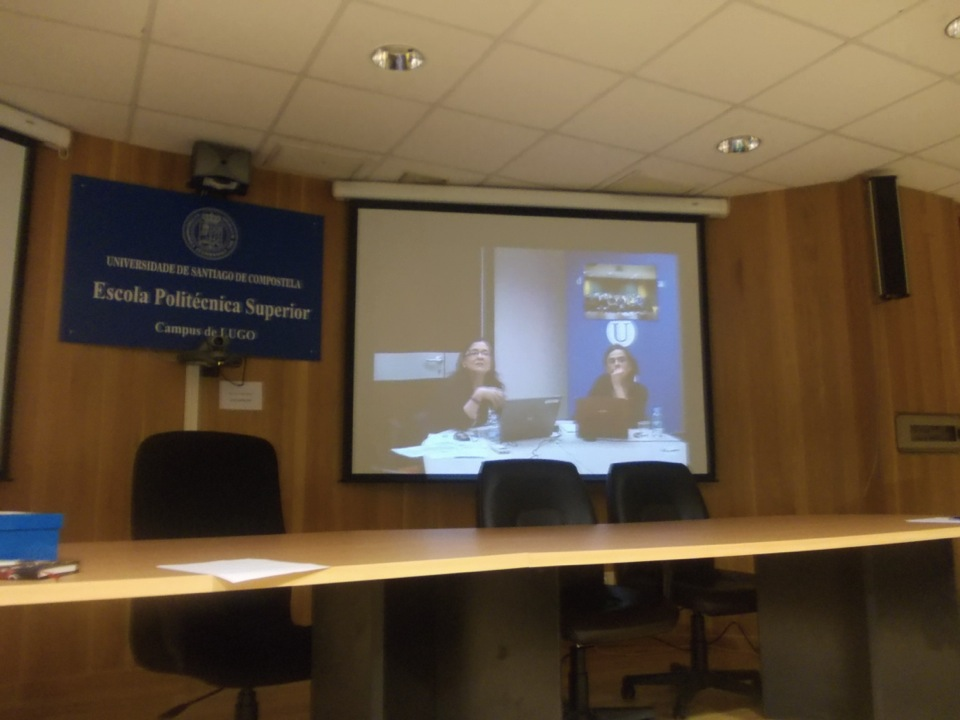 UNIVERSIDADE DE SANTIAGO DE COMPOSTELA
Escola Politécnica Superior
Campus de LUGO
U